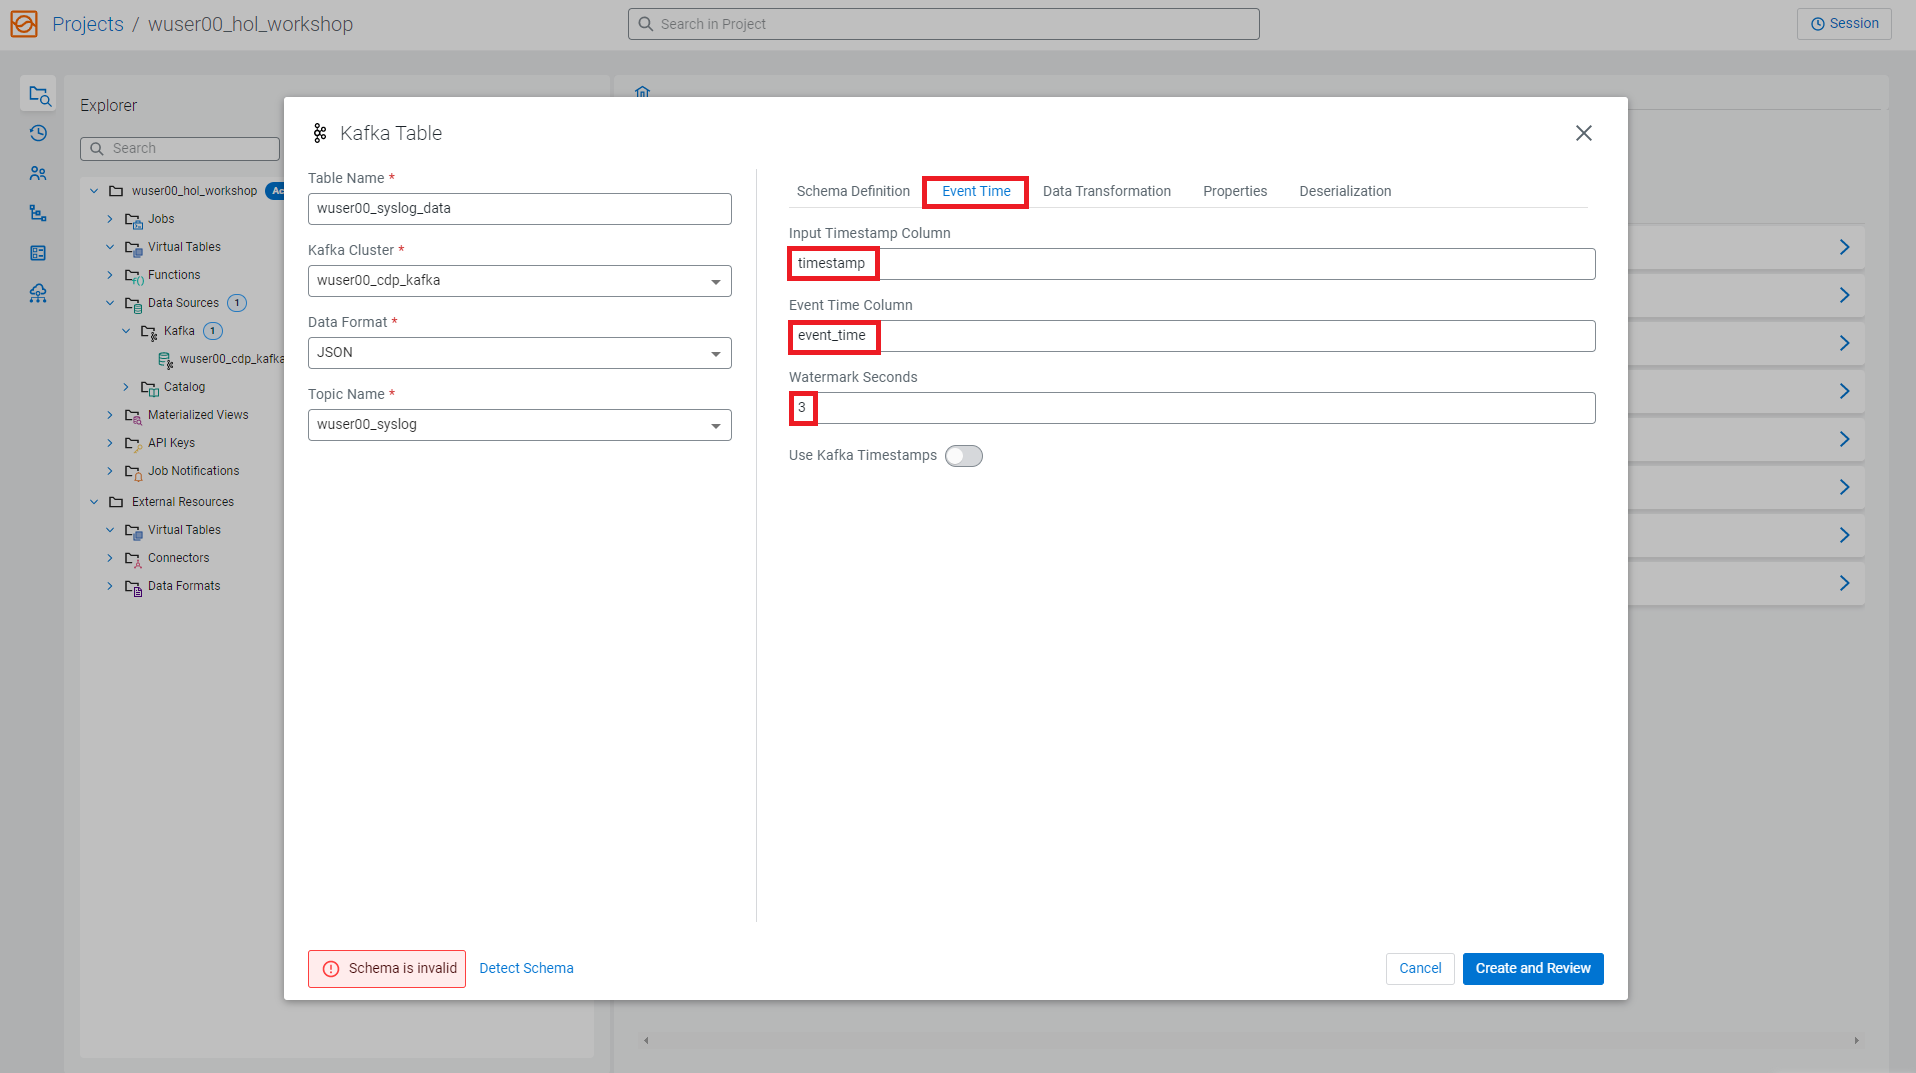 Projects / wuser00_hol_workshop
Search in Project
Session
Explorer
Search
wuser00_hol_workshop
Ac
Jobs
Virtual Tables
Functions
Data Sources 1
Kafka 1
wuser00_cdp_kafka
Catalog
Materialized Views
API Keys
Job Notifications
External Resources
Virtual Tables
Connectors
Data Formats
Kafka Table
Table Name *
wuser00_syslog_data
Kafka Cluster *
wuser00_cdp_kafka
Data Format *
JSON
Topic Name *
wuser00_syslog
Schema Definition Event Time Data Transformation Properties Deserialization
Input Timestamp Column
timestamp
Event Time Column
event_time
Watermark Seconds
3
Use Kafka Timestamps
Schema is invalid
Detect Schema
Cancel
Create and Review